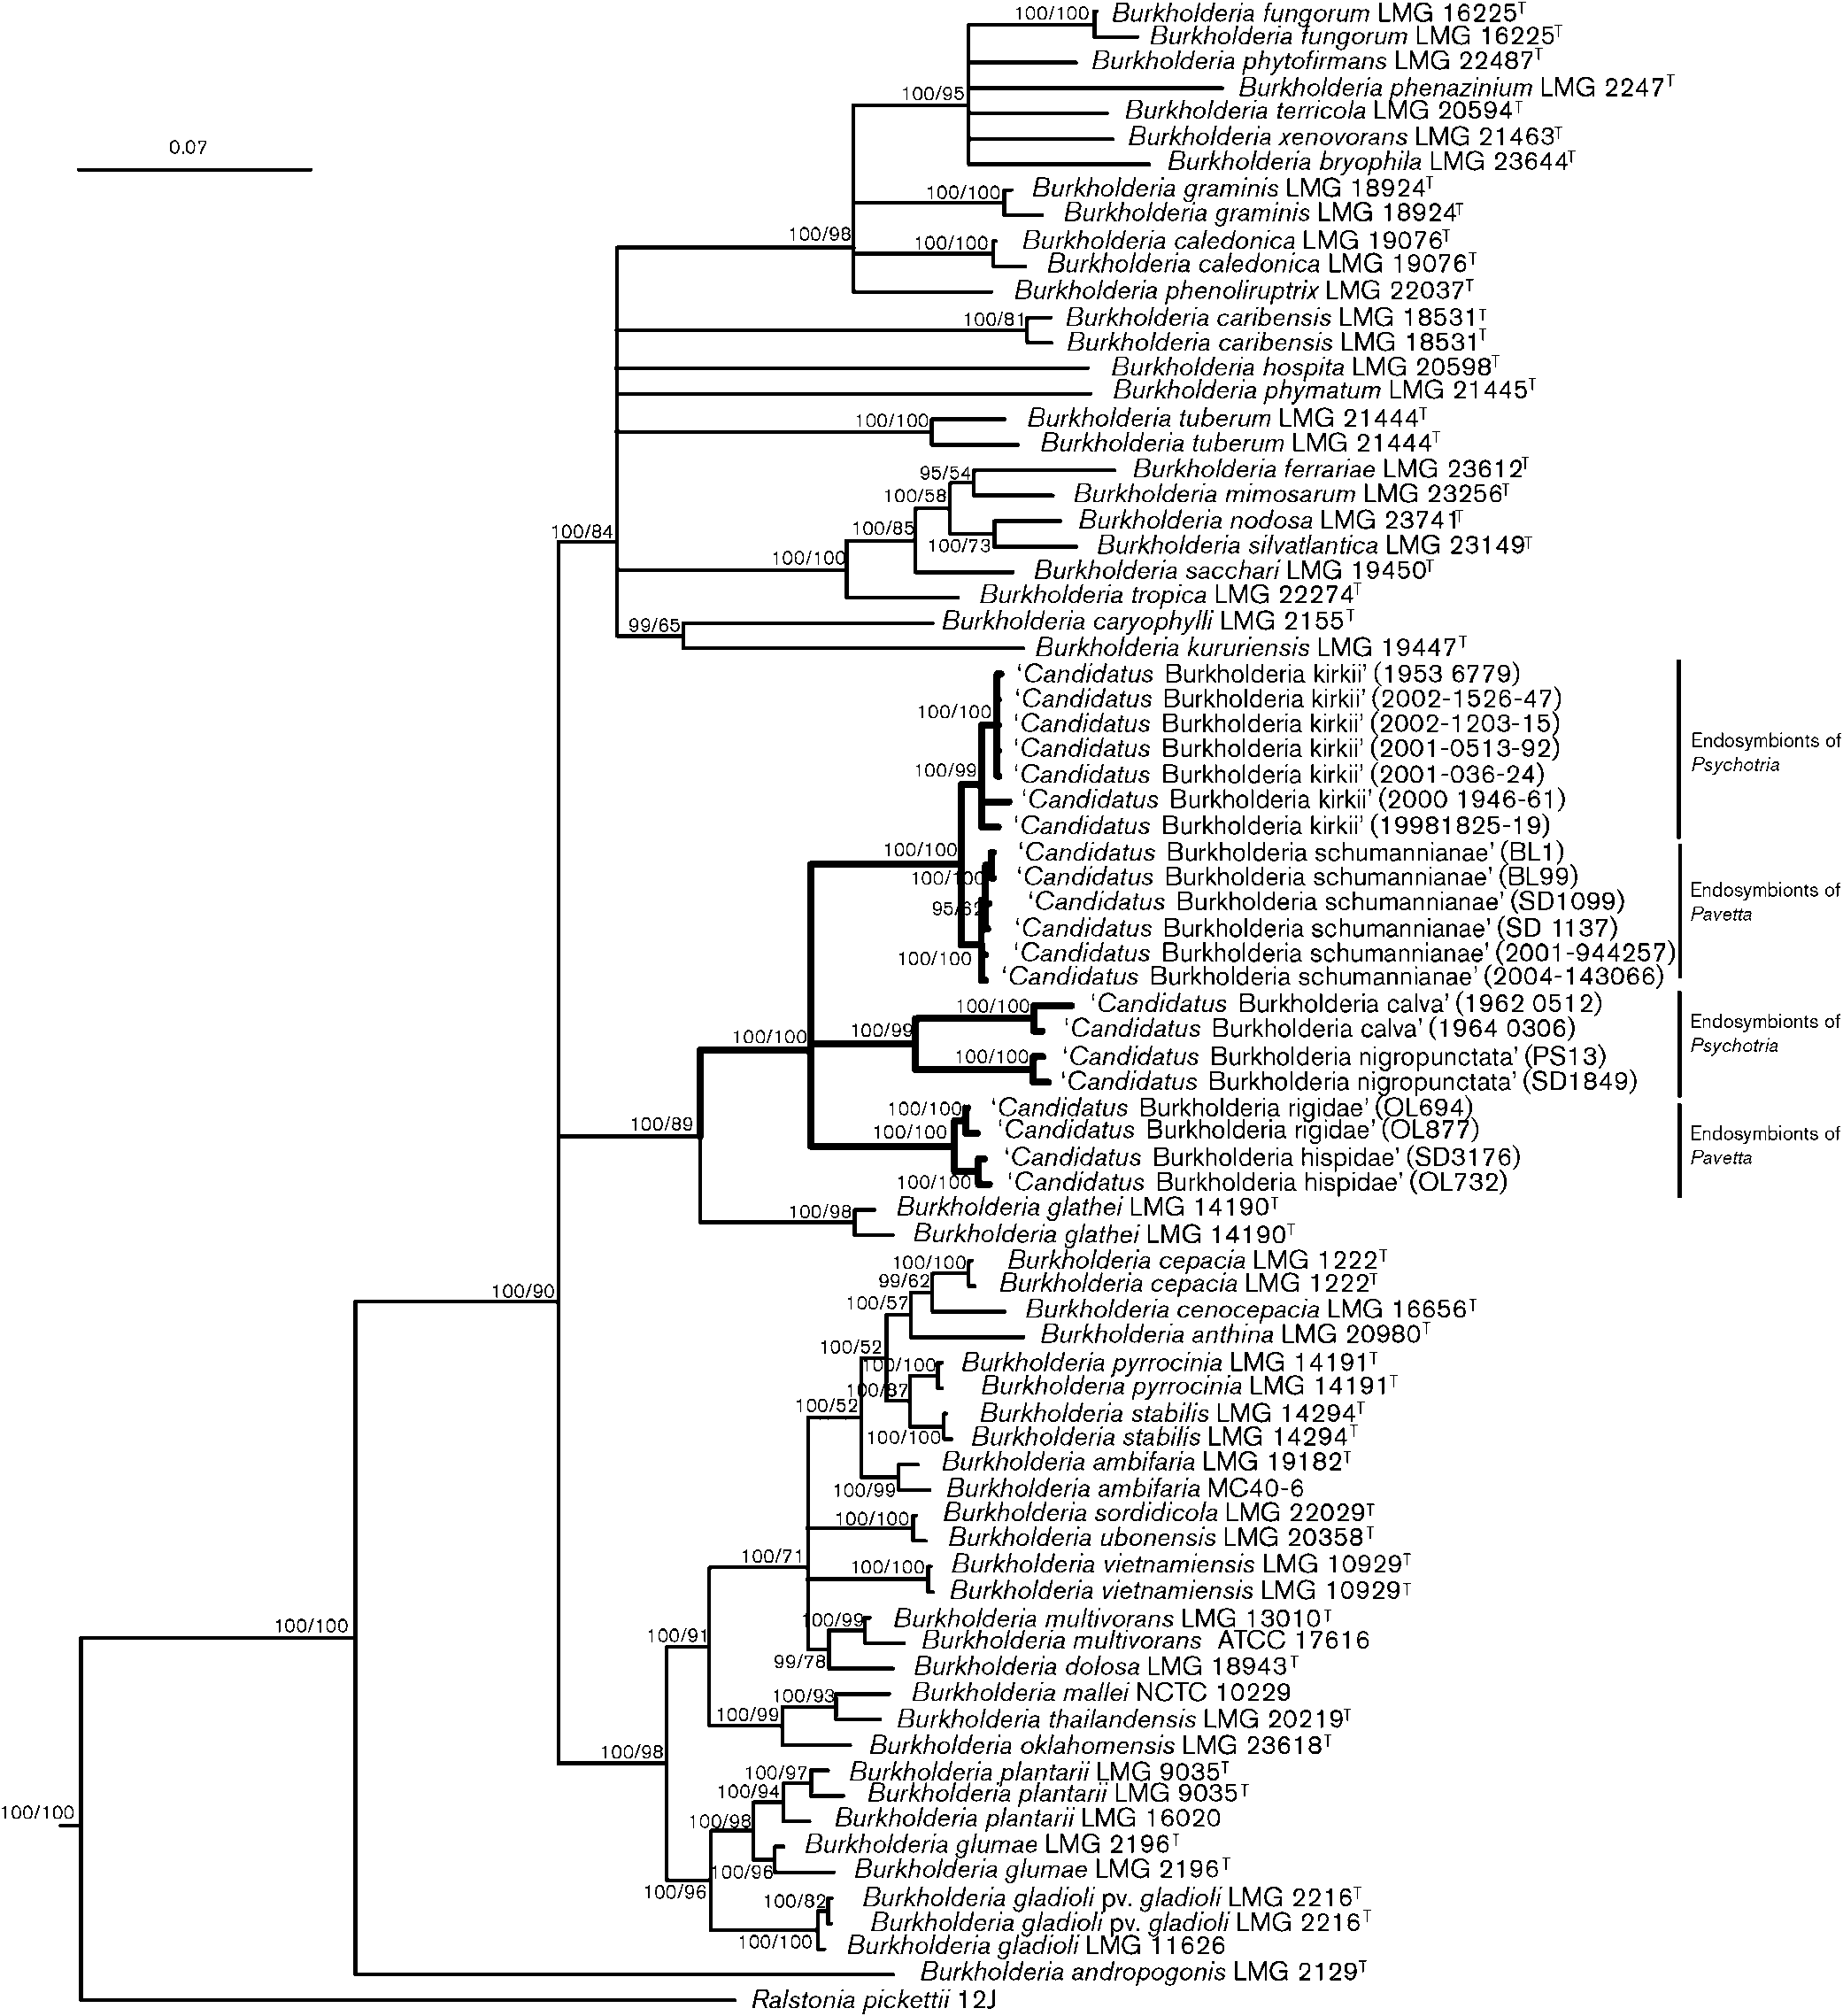 100/100
Burkholderia fungorum LMG 16225T
Burkholderia fungorum LMG 16225T
Burkholderia phytofirmans LMG 22487T
Burkholderia phenazinium LMG 2247T
100/95
Burkholderia terricola LMG 20594T
Burkholderia xenovorans LMG 21463T
0.07
Burkholderia bryophila LMG 23644T
100/100
Burkholderia graminis LMG 18924T
Burkholderia graminis LMG 18924T
100/98
100/100
Burkholderia caledonica LMG 19076T
Burkholderia caledonica LMG 19076T
Burkholderia phenoliruptrix LMG 22037T
100/81
Burkholderia caribensis LMG 18531T
Burkholderia caribensis LMG 18531T
Burkholderia hospita LMG 20598T
Burkholderia phymatum LMG 21445T
100/100
Burkholderia tuberum LMG 21444T
Burkholderia tuberum LMG 21444T
95/54
Burkholderia ferrariae LMG 23612T
100/58
Burkholderia mimosarum LMG 23256T
100/85
Burkholderia nodosa LMG 23741T
100/84
100/73
Burkholderia silvatlantica LMG 23149T
100/100
Burkholderia sacchari LMG 19450T
Burkholderia tropica LMG 22274T
99/65
Burkholderia caryophylli LMG 2155T
Burkholderia kururiensis LMG 19447T
‘Candidatus Burkholderia kirkii’ (1953 6779)
‘Candidatus Burkholderia kirkii’ (2002-1526-47)
100/100
‘Candidatus Burkholderia kirkii’ (2002-1203-15)
‘Candidatus Burkholderia kirkii’ (2001-0513-92)
Endosymbionts of
Psychotria
100/99
‘Candidatus Burkholderia kirkii’ (2001-036-24)
‘Candidatus Burkholderia kirkii’ (2000 1946-61)
‘Candidatus Burkholderia kirkii’ (19981825-19)
100/100
‘Candidatus Burkholderia schumannianae’ (BL1)
100/100
‘Candidatus Burkholderia schumannianae’ (BL99)
Endosymbionts of
Pavetta
95/62
‘Candidatus Burkholderia schumannianae’ (SD1099)
‘Candidatus Burkholderia schumannianae’ (SD 1137)
100/100
‘Candidatus Burkholderia schumannianae’ (2001-944257)
‘Candidatus Burkholderia schumannianae’ (2004-143066)
100/100
‘Candidatus Burkholderia calva’ (1962 0512)
100/100
100/99
‘Candidatus Burkholderia calva’ (1964 0306)
Endosymbionts of
Psychotria
100/100
‘Candidatus Burkholderia nigropunctata’ (PS13)
‘Candidatus Burkholderia nigropunctata’ (SD1849)
100/100
‘Candidatus Burkholderia rigidae’ (OL694)
100/89
100/100
‘Candidatus Burkholderia rigidae’ (OL877)
Endosymbionts of
Pavetta
‘Candidatus Burkholderia hispidae’ (SD3176)
100/100
‘Candidatus Burkholderia hispidae’ (OL732)
100/98
Burkholderia glathei LMG 14190T
Burkholderia glathei LMG 14190T
100/100
Burkholderia cepacia LMG 1222T
99/62
Burkholderia cepacia LMG 1222T
100/90
100/57
Burkholderia cenocepacia LMG 16656T
Burkholderia anthina LMG 20980T
100/52
100/100
Burkholderia pyrrocinia LMG 14191T
100/87
Burkholderia pyrrocinia LMG 14191T
100/52
Burkholderia stabilis LMG 14294T
100/100
Burkholderia stabilis LMG 14294T
Burkholderia ambifaria LMG 19182T
100/99
Burkholderia ambifaria MC40-6
100/100
Burkholderia sordidicola LMG 22029T
Burkholderia ubonensis LMG 20358T
100/71
100/100
Burkholderia vietnamiensis LMG 10929T
Burkholderia vietnamiensis LMG 10929T
100/100
100/99
Burkholderia multivorans LMG 13010T
100/91
Burkholderia multivorans ATCC 17616
99/78
Burkholderia dolosa LMG 18943T
100/93
Burkholderia mallei NCTC 10229
100/99
Burkholderia thailandensis LMG 20219T
100/98
Burkholderia oklahomensis LMG 23618T
100/97
Burkholderia plantarii LMG 9035T
100/94
Burkholderia plantarii LMG 9035T
100/100
100/98
Burkholderia plantarii LMG 16020
Burkholderia glumae LMG 2196T
100/96
Burkholderia glumae LMG 2196T
100/96
100/82
Burkholderia gladioli pv. gladioli LMG 2216T
Burkholderia gladioli pv. gladioli LMG 2216T
100/100
Burkholderia gladioli LMG 11626
Burkholderia andropogonis LMG 2129T
Ralstonia pickettii 12J